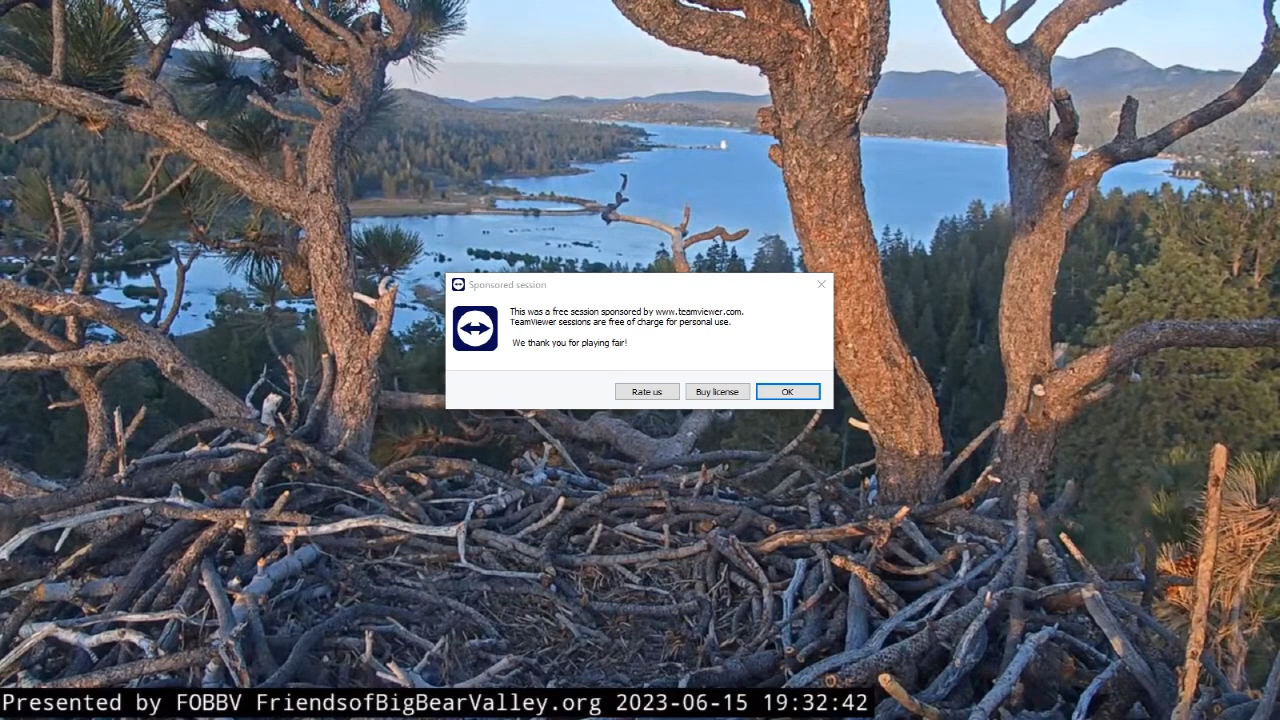 Sponsored session
This was a free session sponsored by www.teamviewer.com.
TeamViewer sessions are free of charge for personal use.
We thank you for playing fair!
Rate us
Buy license
OK
Presented by FOBBV FriendsofBigBearValley.org 2023-06-15 19:32:42